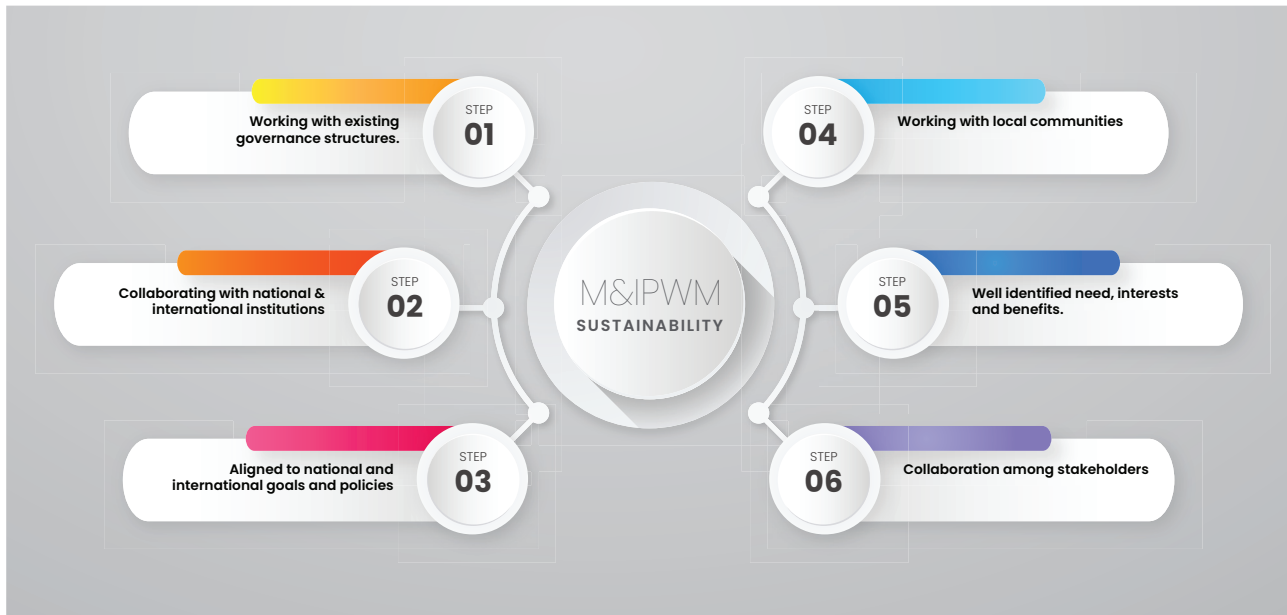 STEP
01
Working with existing
governance structures.
STEP
02
Collaborating with national &
international institutions
STEP
03
Aligned to national and
international goals and policies
M&IPWM
SUSTAINABILITY
STEP
04
Working with local communities
STEP
05
Well identified need, interests
and benefits.
STEP
06
Collaboration among stakeholders